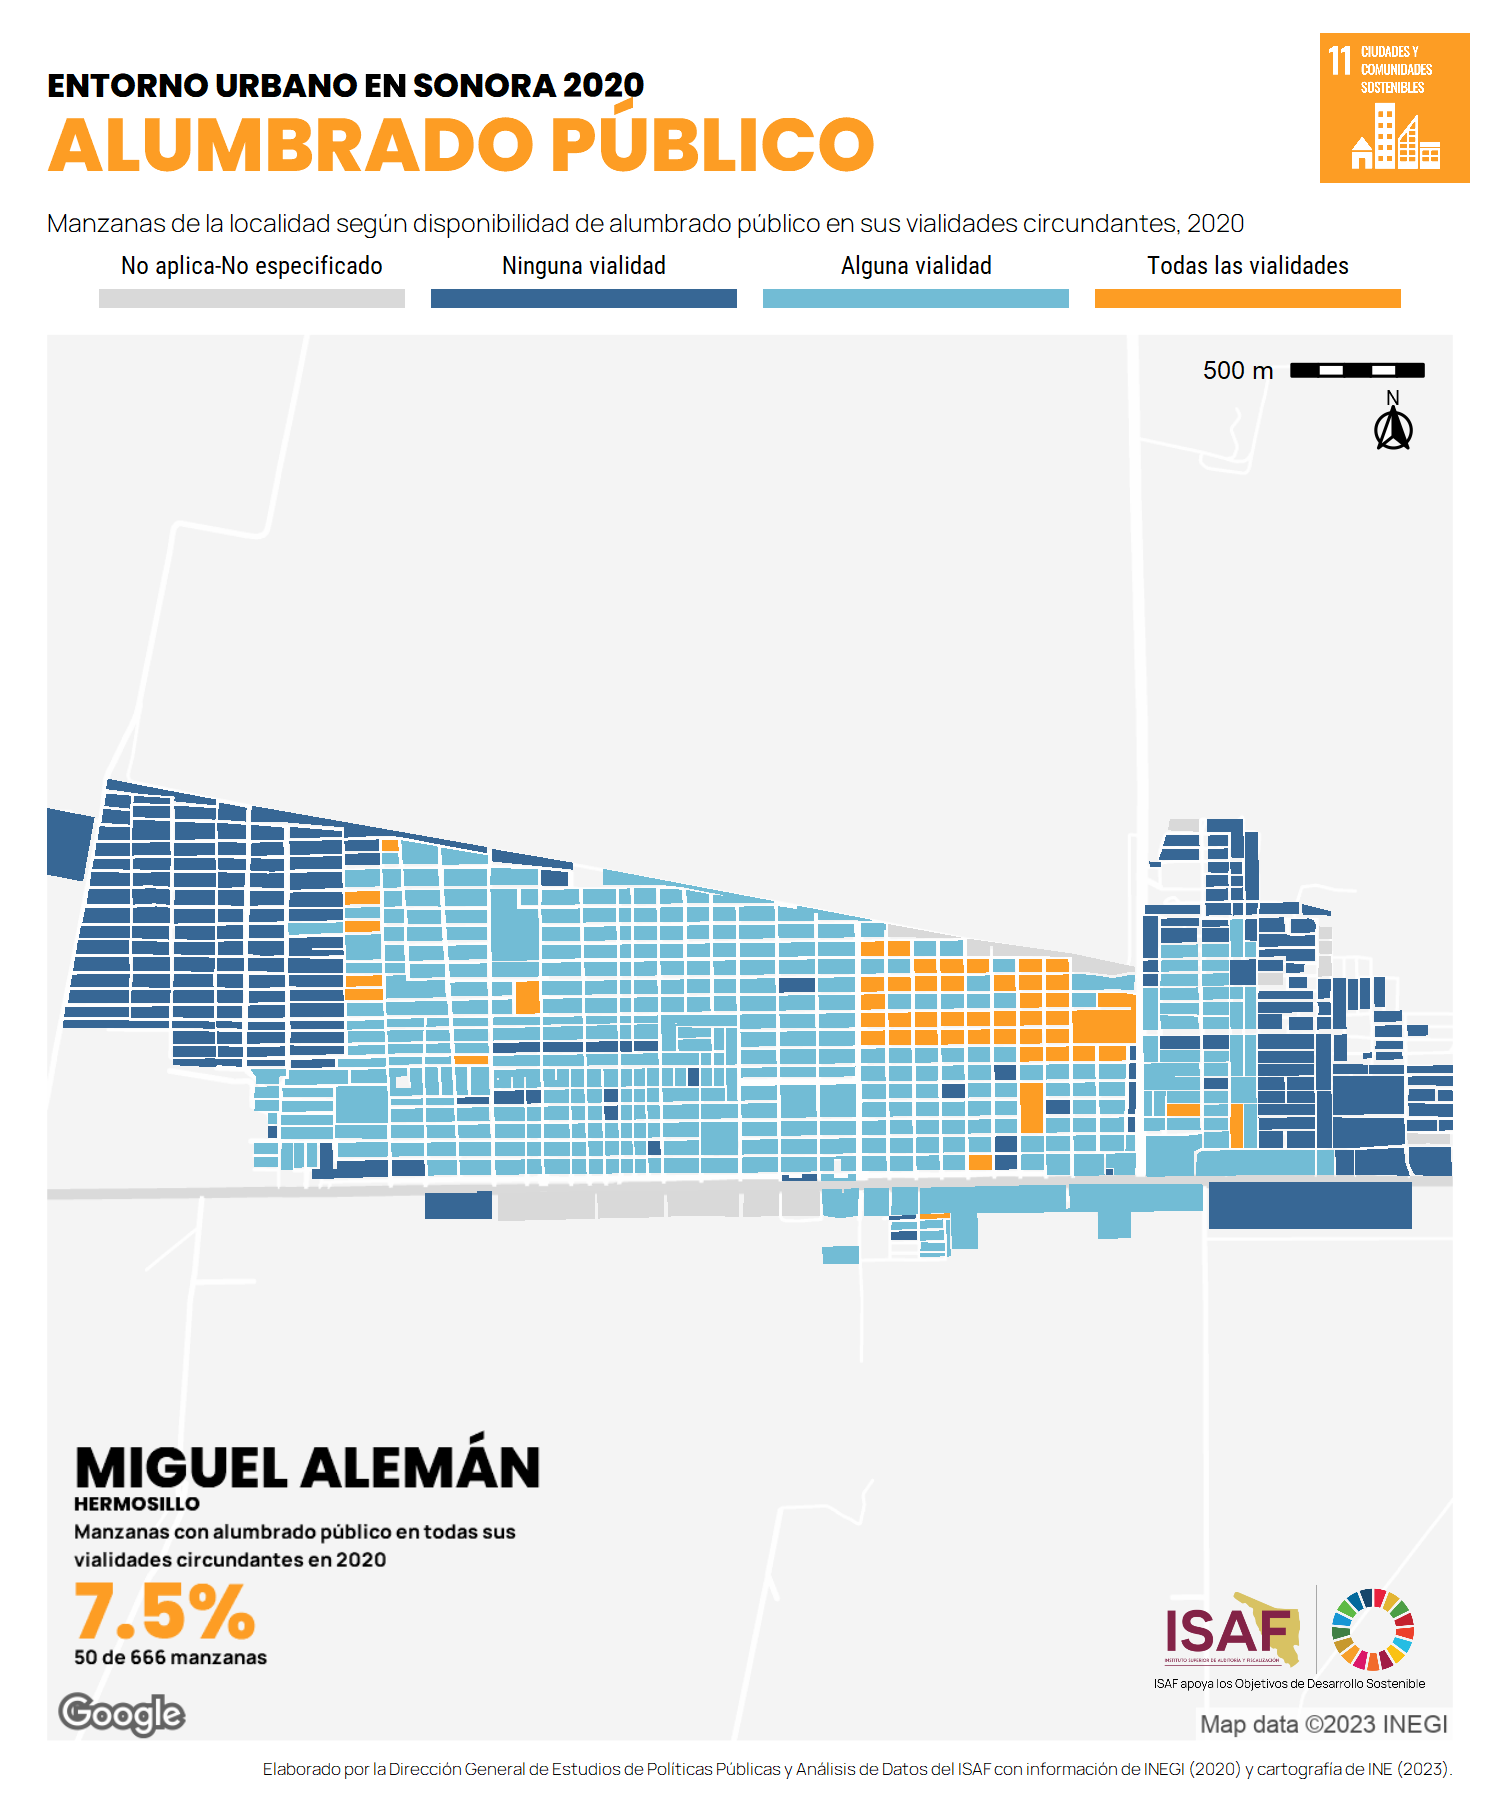 ENTORNO URBANO EN SONORA 2020
ALUMBRADO PÚBLICO
11 CIUDADES Y
COMUNIDADES
SOSTENIBLES
Manzanas de la localidad según disponibilidad de alumbrado público en sus vialidades circundantes, 2020
No aplica-No especificado
Ninguna vialidad
Alguna vialidad
Todas las vialidades
500 m
N
MIGUEL ALEMÁN
HERMOSILLO
Manzanas con alumbrado público en todas sus
vialidades circundantes en 2020
7.5%
50 de 666 manzanas
Google
ISAF
INSTITUTO SUPERIOR DE AUDITORÍA Y FISCALIZACIÓN
ISAF apoya los Objetivos de Desarrollo Sostenible
Map data ©2023 INEGI
Elaborado por la Dirección General de Estudios de Políticas Públicas y Análisis de Datos del ISAF con información de INEGI (2020) y cartografía de INE (2023).